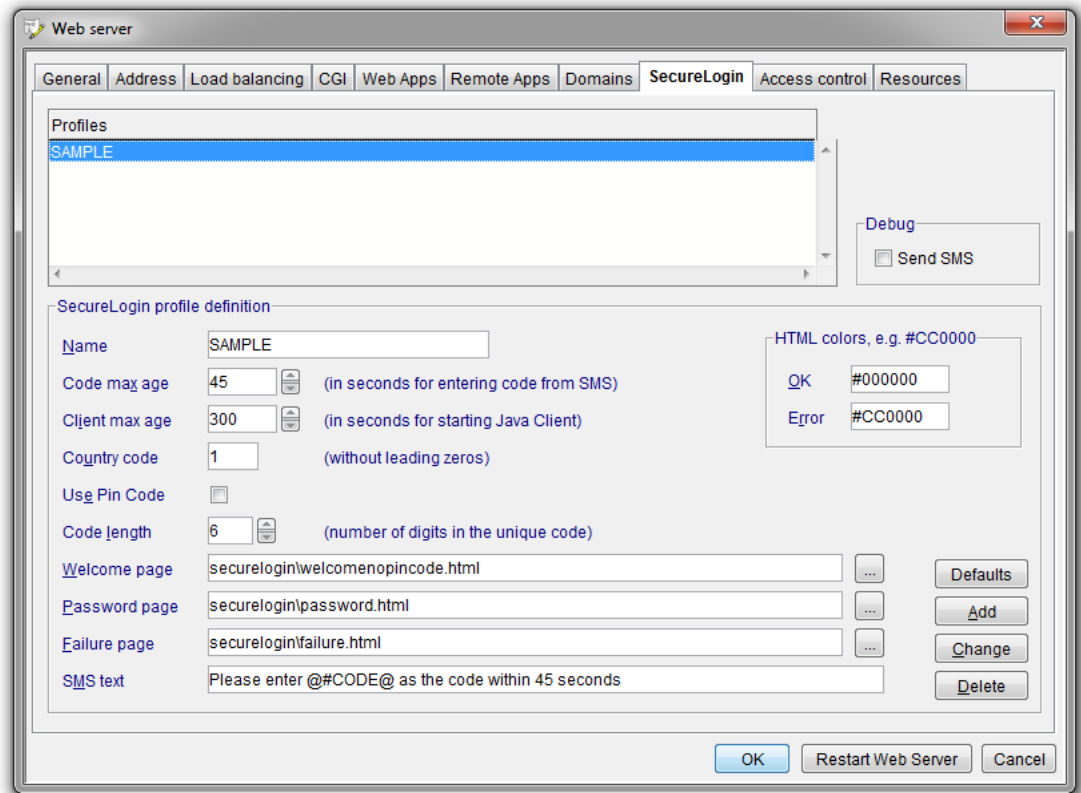 Web server
General Address Load balancing CGI Web Apps Remote Apps Domains SecureLogin Access control Resources
Profiles
SAMPLE
Debug
Send SMS
SecureLogin profile definition
Name SAMPLE
HTML colors, e.g. #CC0000
Code max age 45 (in seconds for entering code from SMS)
OK #000000
Client max age 300 (in seconds for starting Java Client)
Error #CC0000
Country code 1 (without leading zeros)
Use Pin Code
Code length 6 (number of digits in the unique code)
Welcome page securelogin\welcomenopincode.html ... Defaults
Password page securelogin\password.html ... Add
Failure page securelogin\failure.html ... Change
SMS text Please enter @#CODE@ as the code within 45 seconds Delete
OK Restart Web Server Cancel